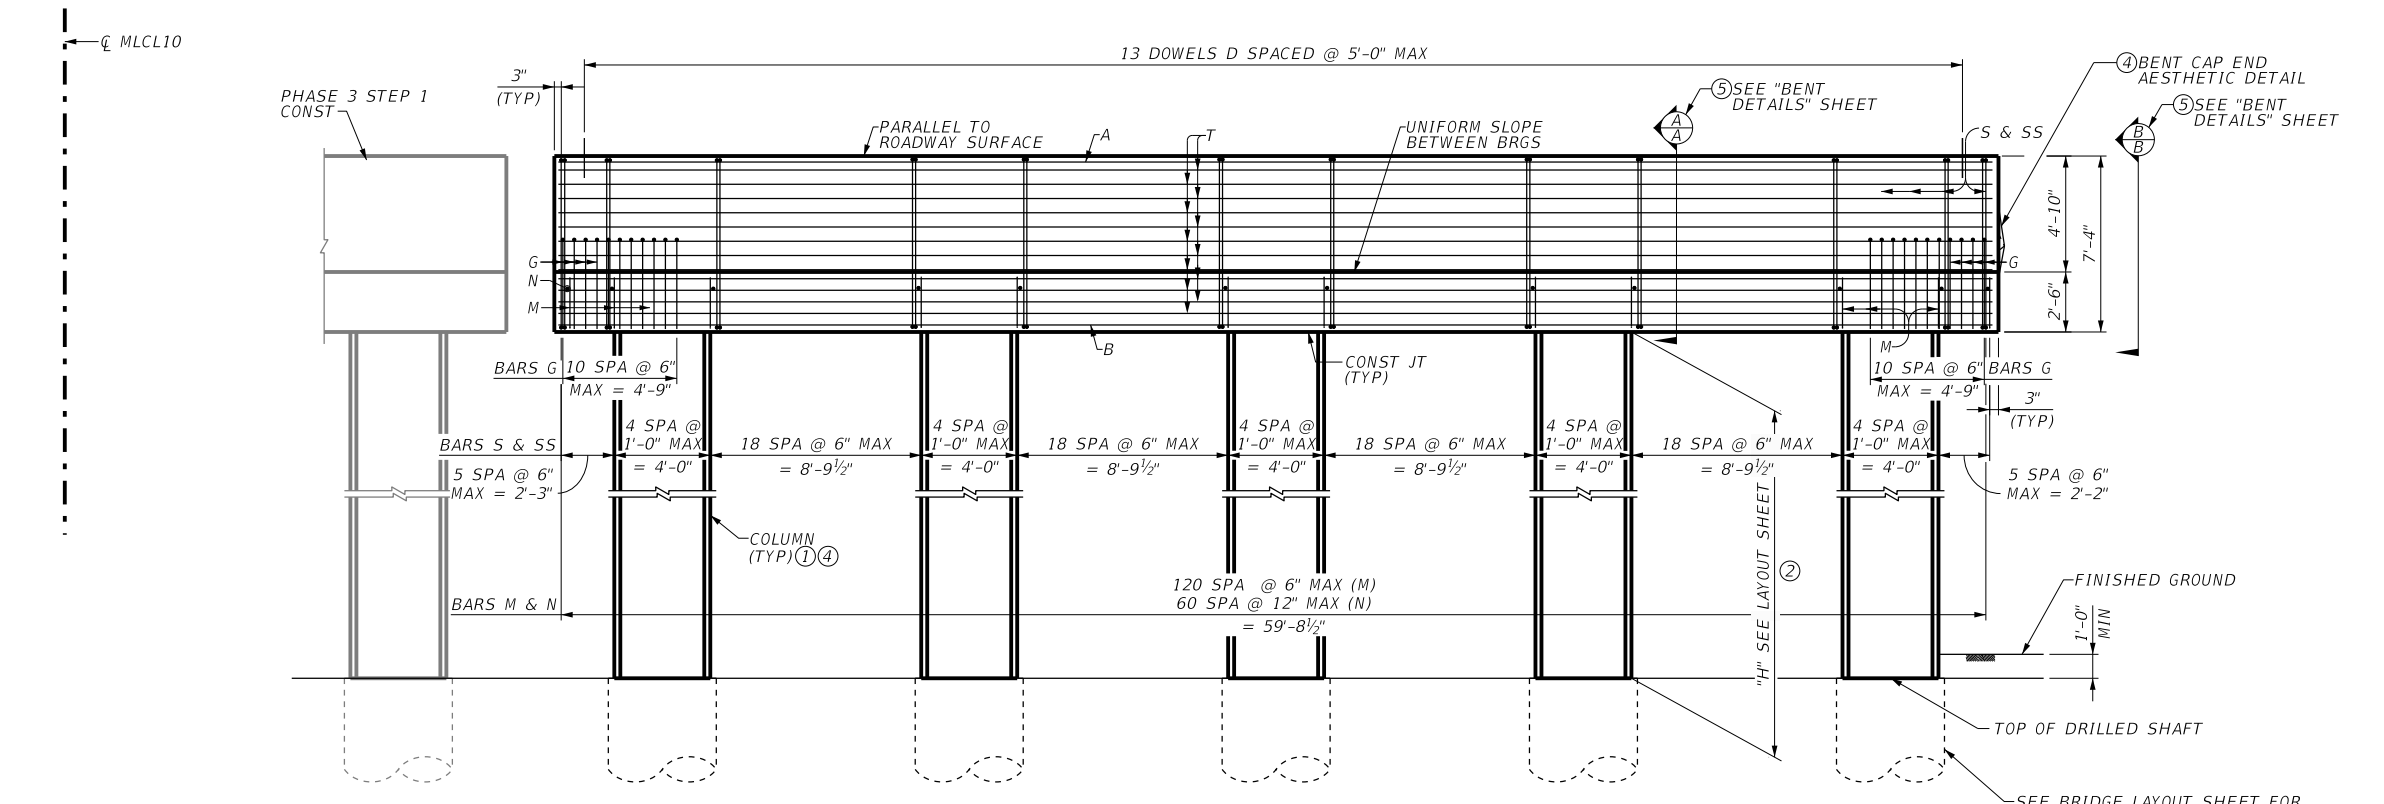 ℄ MLCL10
13 DOWELS D SPACED @ 5'-0" MAX
3"
(TYP)
PHASE 3 STEP 1
CONST
PARALLEL TO
ROADWAY SURFACE
A
T
UNIFORM SLOPE
BETWEEN BRGS
5 SEE "BENT
DETAILS" SHEET
A
A
4 BENT CAP END
AESTHETIC DETAIL
5 SEE "BENT
DETAILS" SHEET
S & SS
B
B
4'-10"
7'-4"
2'-6"
G
N
M
G
M
B
CONST JT
(TYP)
BARS G
10 SPA @ 6"
MAX = 4'-9"
10 SPA @ 6"
MAX = 4'-9"
BARS G
3"
(TYP)
BARS S & SS
5 SPA @ 6"
MAX = 2'-3"
4 SPA @
1'-0" MAX
= 4'-0"
18 SPA @ 6" MAX
= 8'-9½"
4 SPA @
1'-0" MAX
= 4'-0"
18 SPA @ 6" MAX
= 8'-9½"
4 SPA @
1'-0" MAX
= 4'-0"
18 SPA @ 6" MAX
= 8'-9½"
4 SPA @
1'-0" MAX
= 4'-0"
18 SPA @ 6" MAX
= 8'-9½"
4 SPA @
1'-0" MAX
= 4'-0"
5 SPA @ 6"
MAX = 2'-2"
COLUMN
(TYP) 1 4
"H" SEE LAYOUT SHEET 2
BARS M & N
120 SPA @ 6" MAX (M)
60 SPA @ 12" MAX (N)
= 59'-8½"
FINISHED GROUND
1'-0"
MIN
TOP OF DRILLED SHAFT
SEE BRIDGE LAYOUT SHEET FOR